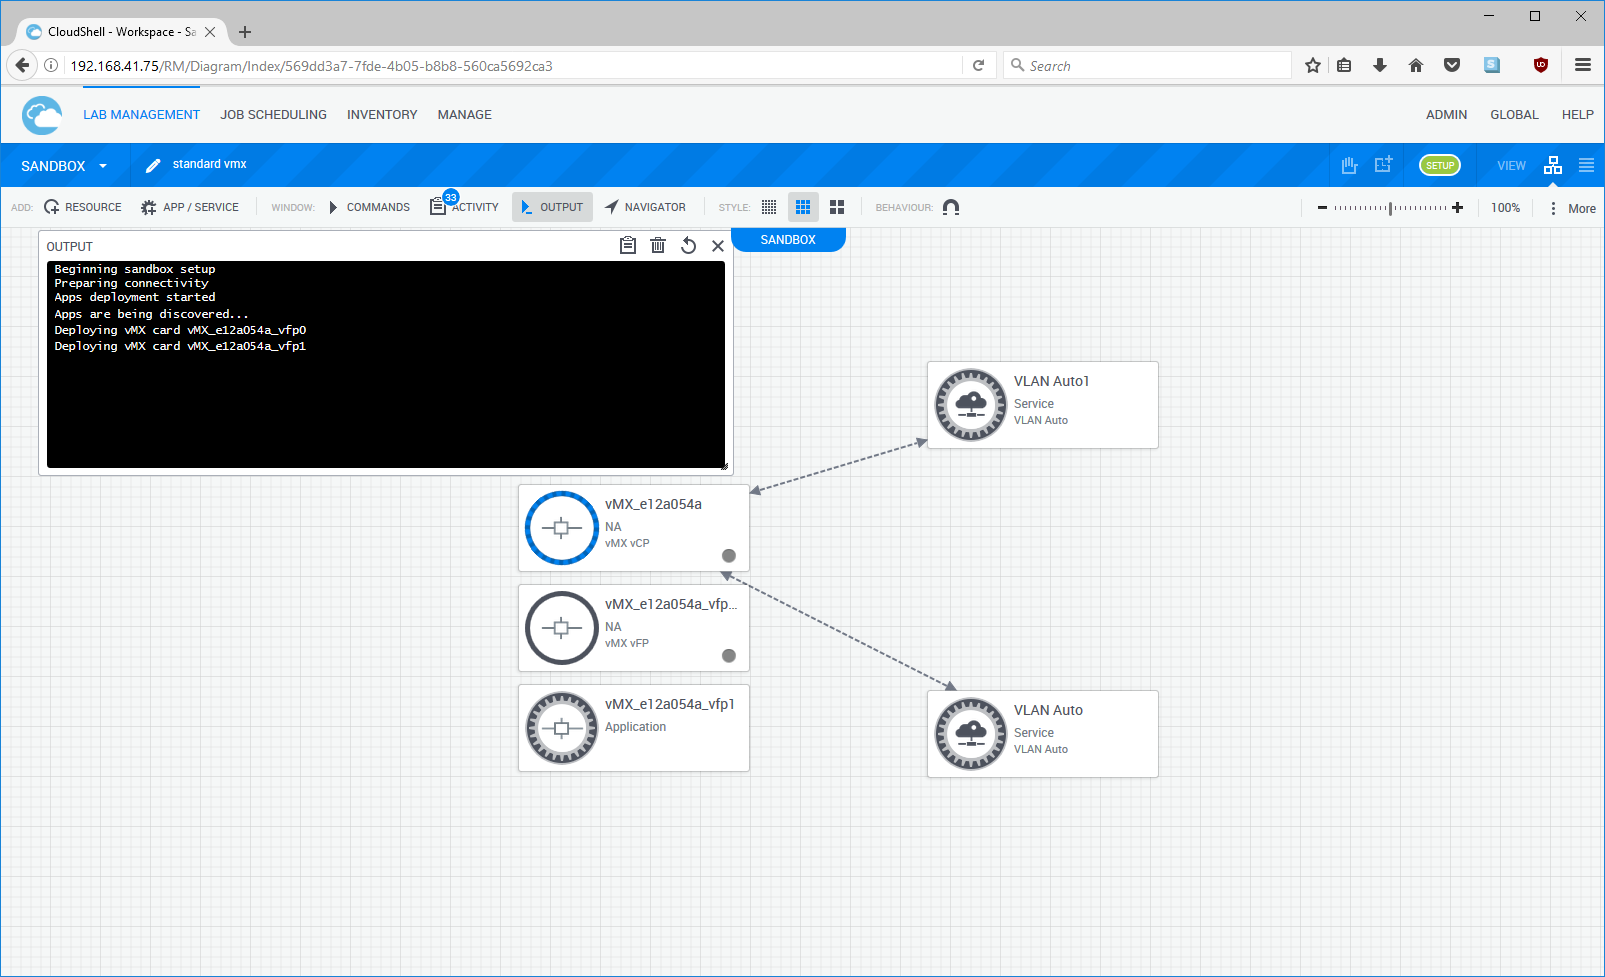 CloudShell - Workspace - Sa
192.168.41.75/RM/Diagram/Index/569dd3a7-7fde-4b05-b8b8-560ca5692ca3
Search
LAB MANAGEMENT JOB SCHEDULING INVENTORY MANAGE ADMIN GLOBAL HELP
SANDBOX standard vmx SETUP VIEW
ADD: RESOURCE APP / SERVICE WINDOW: COMMANDS 33 ACTIVITY OUTPUT NAVIGATOR STYLE: BEHAVIOUR: 100% More
OUTPUT
SANDBOX
Beginning sandbox setup
Preparing connectivity
Apps deployment started
Apps are being discovered...
Deploying vMX card vMX_e12a054a_vfp0
Deploying vMX card vMX_e12a054a_vfp1
VLAN Auto1
Service
VLAN Auto
vMX_e12a054a
NA
vMX vCP
vMX_e12a054a_vfp...
NA
vMX vFP
vMX_e12a054a_vfp1
Application
VLAN Auto
Service
VLAN Auto